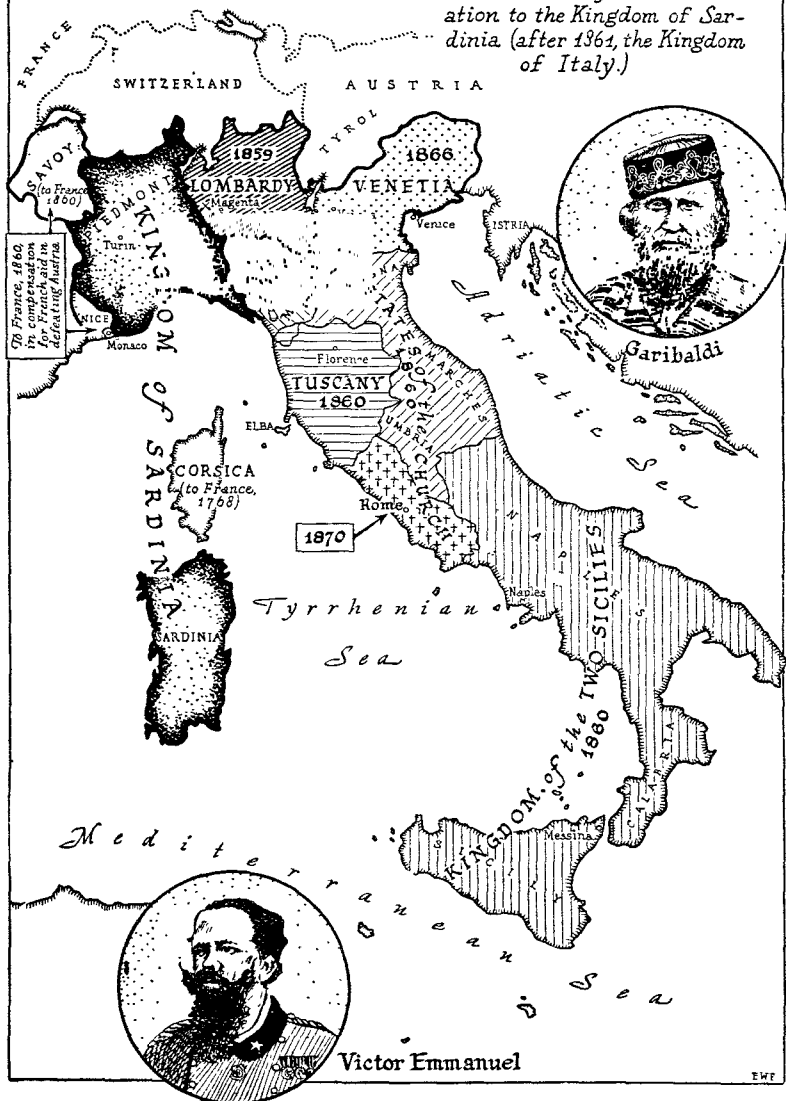 ation to the Kingdom of Sar-
dinia (after 1861, the Kingdom
of Italy.)
FRANCE
SWITZERLAND
AUSTRIA
TYROL
SAVOY
(to France
1860)
1859
LOMBARDY
Magenta
1866
VENETIA
Venice
ISTRIA
PIEDMONT
Turin
KINGDOM of SARDINIA
To France, 1860,
in compensation
for French aid in
defeating Austria
NICE
Monaco
Garibaldi
Adriatic Sea
Florence
TUSCANY
1860
STATES of the CHURCH
1860
MARCHES
UMBRIA
ELBA
CORSICA
(to France,
1768)
Rome
1870
NAPLES
Naples
SARDINIA
Tyrrhenian
Sea
KINGDOM of the TWO SICILIES
1860
CALABRIA
Messina
SICILY
Mediterranean Sea
Victor Emmanuel
EWF